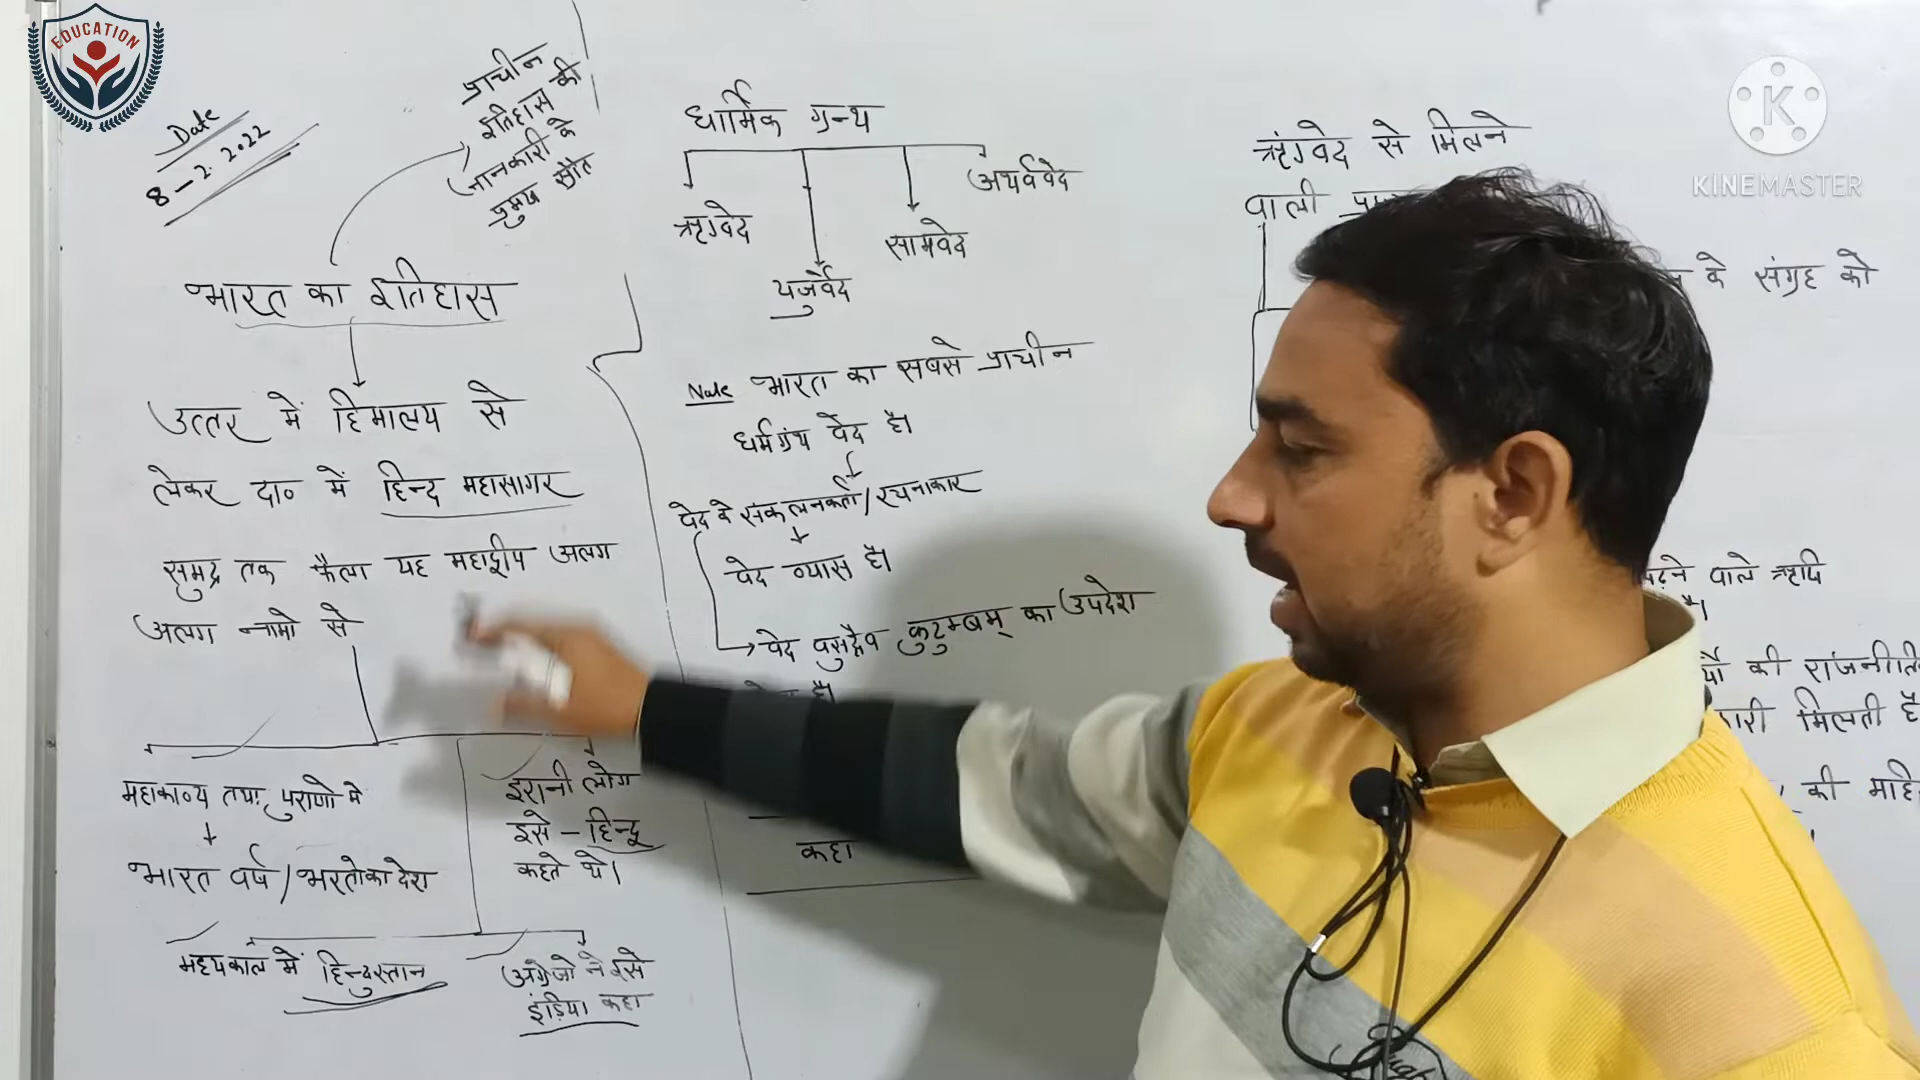 EDUCATION
Date
8-2-2022
प्राचीन
इतिहास की
जानकारी के
प्रमुख स्रौत
भारत का इतिहास
उत्तर में हिमालय से
लेकर द० में हिन्द महासागर
समुद्र तक फैला यह महाद्वीप अलग
अलग नामो से
महाकाव्य तथा पुराणो मे
भारत वर्ष / भरतो का देश
इरानी लोग
इसे - हिन्दू
कहते थे।
मध्यकाल में हिन्दुस्तान
अंग्रेजो ने इसे
इंडिया कहा
धार्मिक ग्रन्थ
ऋग्वेद
यजुर्वेद
सामवेद
अथर्ववेद
Note भारत का सबसे प्राचीन
धर्मग्रंथ वेद है।
वेद के संकलनकर्ता/रचनाकार
वेद व्यास है।
वेद वसुद्वैव कुटुम्बम् का उपदेश
है।
कहा
ऋग्वेद से मिलने
वाली
के संग्रह को
पढ़ने वाले ऋषि
है।
की राजनीति
मिलती है
की
KINEMASTER